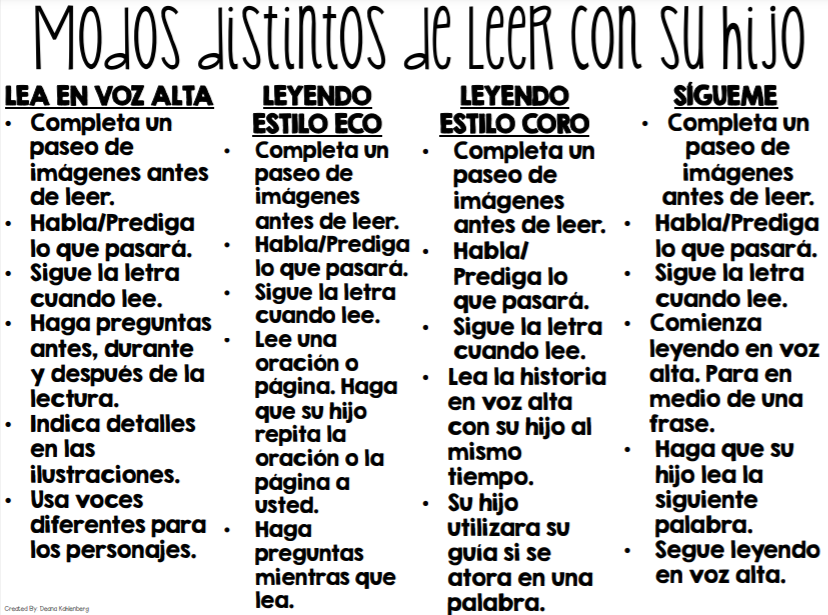 Modos distintos de leer con su hijo
LEA EN VOZ ALTA
• Completa un
paseo de
imágenes antes
de leer.
• Habla/Prediga
lo que pasará.
• Sigue la letra
cuando lee.
• Haga preguntas
antes, durante
y después de la
lectura.
• Indica detalles
en las
ilustraciones.
• Usa voces
diferentes para
los personajes.
LEYENDO
ESTILO ECO
• Completa un
paseo de
imágenes
antes de leer.
• Habla/Prediga
lo que pasará.
• Sigue la letra
cuando lee.
• Lee una
oración o
página. Haga
que su hijo
repita la
oración o la
página a
usted.
• Haga
preguntas
mientras que
lea.
LEYENDO
ESTILO CORO
• Completa un
paseo de
imágenes
antes de leer.
• Habla/
Prediga lo
que pasará.
• Sigue la letra
cuando lee.
• Lea la historia
en voz alta
con su hijo al
mismo
tiempo.
• Su hijo
utilizara su
guía si se
atora en una
palabra.
SÍGUEME
• Completa un
paseo de
imágenes
antes de leer.
• Habla/Prediga
lo que pasará.
• Sigue la letra
cuando lee.
• Comienza
leyendo en voz
alta. Para en
medio de una
frase.
• Haga que su
hijo lea la
siguiente
palabra.
• Segue leyendo
en voz alta.
Created By: Deana Kahlenberg